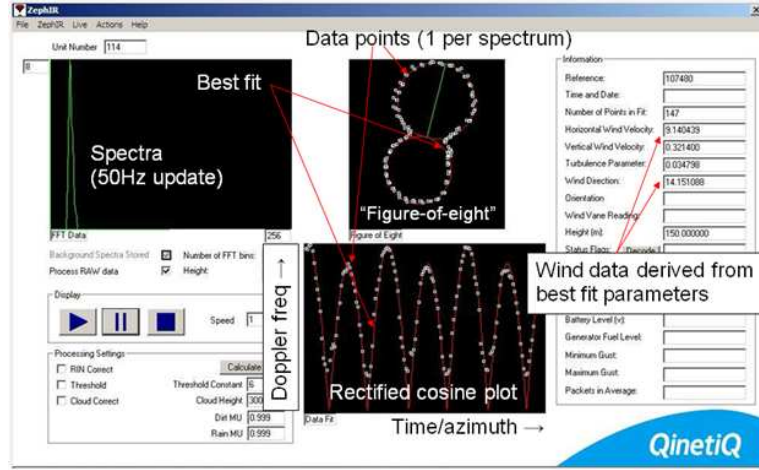 ZephIR
File ZephIR Live Actions Help
Unit Number 114
8
Data points (1 per spectrum)
Best fit
Spectra
(50Hz update)
"Figure-of-eight"
FFT Data
256
Figure of Eight
Background Spectra Stored
Number of FFT bins:
Process RAW data
Height:
Display
Speed 1
Processing Settings
RIN Correct
Calculate
Threshold
Threshold Constant 6
Cloud Correct
Cloud Height 300
Dirt MU 0.999
Rain MU 0.999
Doppler freq →
Rectified cosine plot
Data Fit
Time/azimuth →
Information
Reference: 107480
Time and Date:
Number of Points in Fit: 147
Horizontal Wind Velocity: 9.140439
Vertical Wind Velocity: 0.321400
Turbulence Parameter: 0.034798
Wind Direction: 14.151088
Orientation
Wind Vane Reading:
Height (m): 150.000000
Status Flags: Decode
Wind data derived from
best fit parameters
Battery Level (v):
Generator Fuel Level:
Minimum Gust:
Maximum Gust:
Packets in Average:
QinetiQ